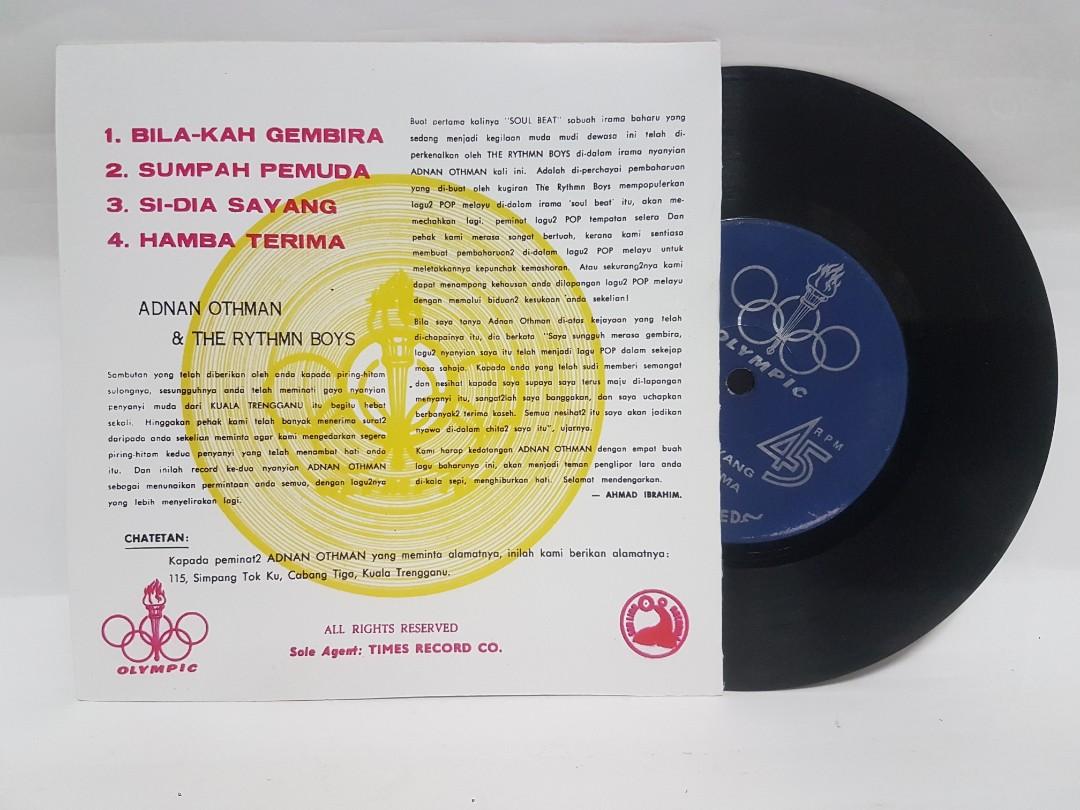 1. BILA-KAH GEMBIRA
2. SUMPAH PEMUDA
3. SI-DIA SAYANG
4. HAMBA TERIMA
ADNAN OTHMAN
& THE RYTHMN BOYS
Sambutan yang telah diberikan oleh anda kapada piring-hitam
sulongnya, sesungguhnya anda telah meminati gaya nyanyian
penyanyi muda dari KUALA TRENGGANU itu begitu hebat
sekali. Hinggakan pehak kami telah banyak menerima surat2
daripada anda sekelian meminta agar kami mengedarkan segera
piring-hitam kedua penyanyi yang telah menambat hati anda
itu. Dan inilah record ke-dua nyanyian ADNAN OTHMAN
sebagai menunaikan permintaan anda semua, dengan lagu2nya
yang lebih menyelirakan lagi.
Buat pertama kalinya "SOUL BEAT" sabuah irama baharu yang
sedang menjadi kegilaan muda mudi dewasa ini telah di-
perkenalkan oleh THE RYTHMN BOYS di-dalam irama nyanyian
ADNAN OTHMAN kali ini. Adalah di-perchayai pembaharuan
yang di-buat oleh kugiran The Rythmn Boys mempopulerkan
lagu2 POP melayu di-dalam irama 'soul beat' itu, akan me-
mechahkan lagi, peminat lagu2 POP tempatan selera Dan
pehak kami merasa sangat bertuah, kerana kami sentiasa
membuat pembaharuan2 di-dalam lagu2 POP melayu untuk
meletakkannya kepunchak kemashoran. Atau sekurang2nya kami
dapat menampong kehausan anda dilapangan lagu2 POP melayu
dengan memalui biduan2 kesukaan anda sekelian!
Bila saya tanya Adnan Othman di-atas kejayaan yang telah
di-chapainya itu, dia berkata "Saya sungguh merasa gembira,
lagu2 nyanyian saya itu telah menjadi lagu POP dalam sekejap
masa sahaja. Kapada anda yang telah sudi memberi semangat
dan nesihat kapada saya supaya saya terus maju di-lapangan
menyanyi itu, sangat2lah saya banggakan, dan saya uchapkan
berbanyak2 terima kaseh. Semua nesihat2 itu saya akan jadikan
nyawa di-dalam chita2 saya itu", ujarnya.
Kami harap kedatangan ADNAN OTHMAN dengan empat buah
lagu baharunya ini, akan menjadi teman penglipor lara anda
di-kala sepi, menghiburkan hati. Selamat mendengarkan.
— AHMAD IBRAHIM.
CHATETAN:
Kapada peminat2 ADNAN OTHMAN yang meminta alamatnya, inilah kami berikan alamatnya:
115, Simpang Tok Ku, Cabang Tiga, Kuala Trengganu.
OLYMPIC
ALL RIGHTS RESERVED
Sole Agent: TIMES RECORD CO.
OLYMPIC
45 RPM
YANG
MA
ED